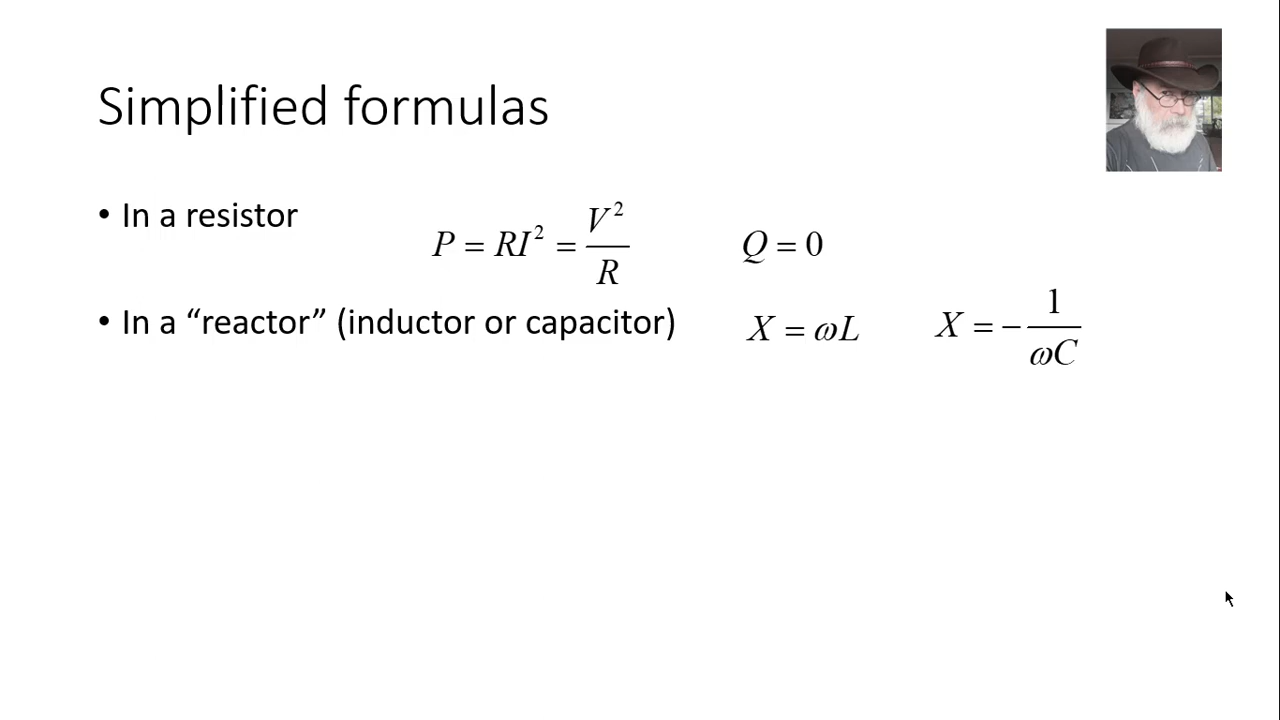 Simplified formulas
• In a resistor
P = RI² = V²/R
Q = 0
• In a “reactor” (inductor or capacitor)
X = ωL
X = −1/ωC